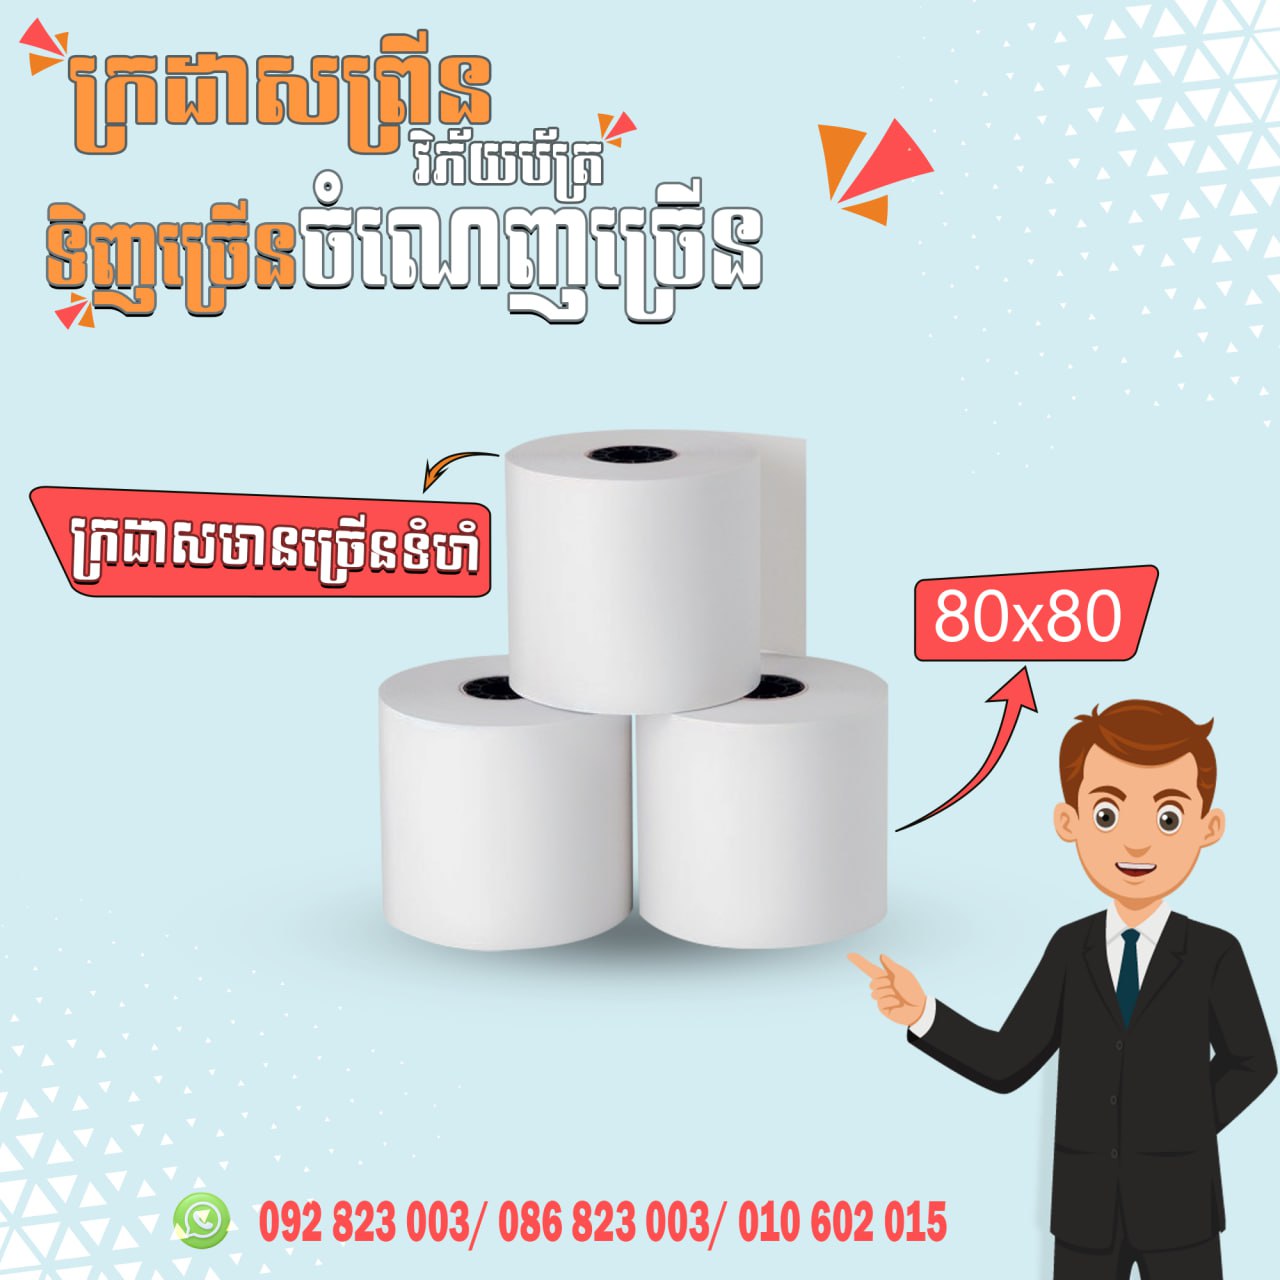 ក្រដាសព្រីន
វិភ័យប័ត្រ
ទិញច្រើនចំណេញច្រើន
ក្រដាសមានច្រើនទំហំ
80x80
092 823 003/ 086 823 003/ 010 602 015